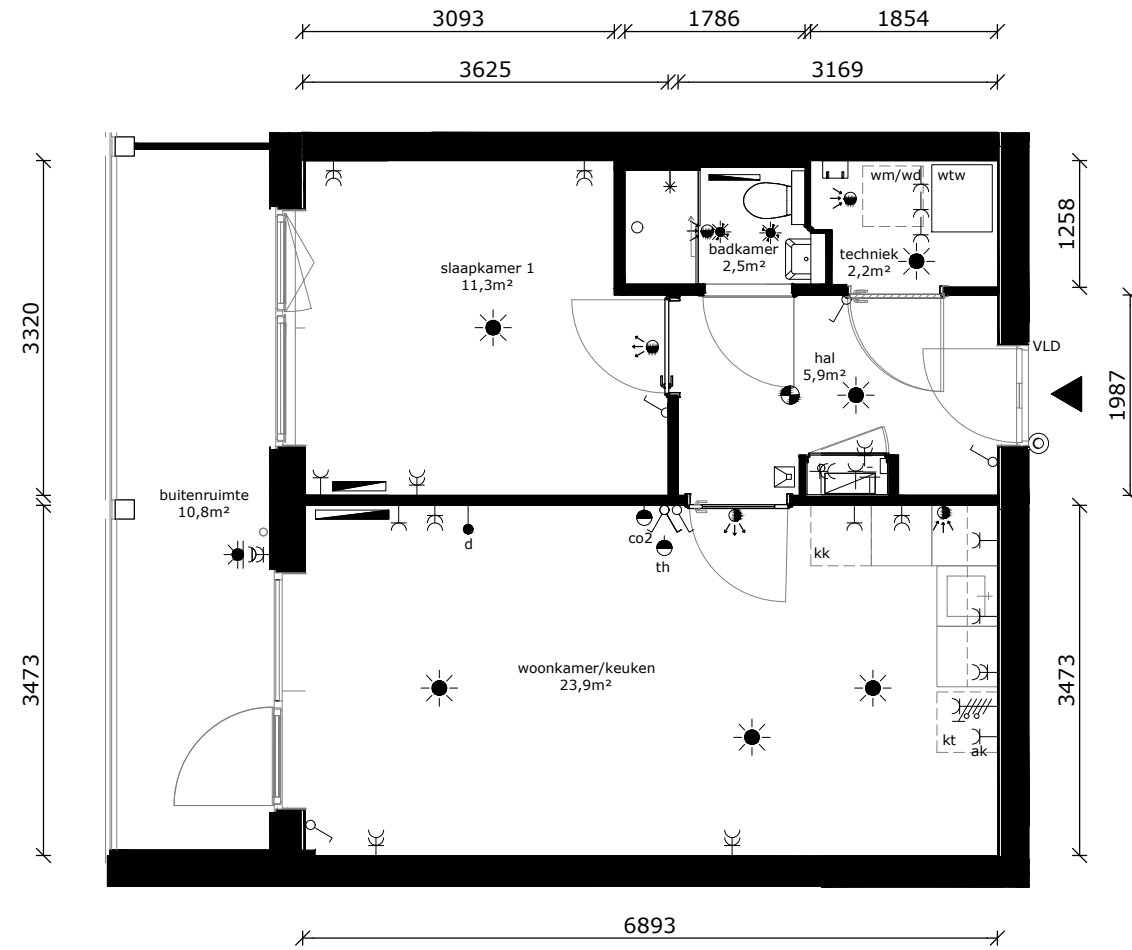 3093
1786
1854
3625
3169
wm/wd
wtw
1258
badkamer
2,5m²
techniek
2,2m²
slaapkamer 1
11,3m²
3320
VLD
hal
5,9m²
1987
buitenruimte
10,8m²
d
co2
th
kk
3473
woonkamer/keuken
23,9m²
3473
kt
ak
6893